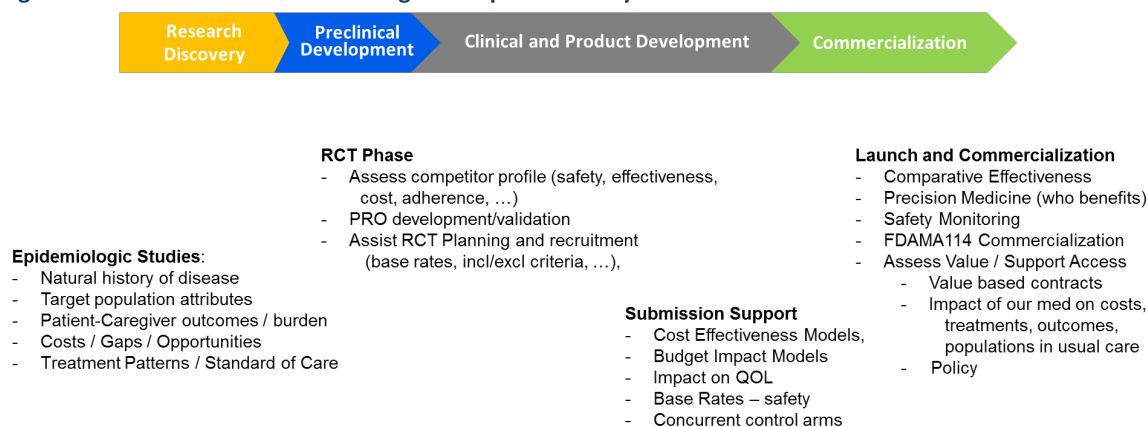 Research
Discovery
Preclinical
Development
Clinical and Product Development
Commercialization
Epidemiologic Studies:
- Natural history of disease
- Target population attributes
- Patient-Caregiver outcomes / burden
- Costs / Gaps / Opportunities
- Treatment Patterns / Standard of Care
RCT Phase
- Assess competitor profile (safety, effectiveness,
cost, adherence, …)
- PRO development/validation
- Assist RCT Planning and recruitment
(base rates, incl/excl criteria, …),
Submission Support
- Cost Effectiveness Models,
- Budget Impact Models
- Impact on QOL
- Base Rates – safety
- Concurrent control arms
Launch and Commercialization
- Comparative Effectiveness
- Precision Medicine (who benefits)
- Safety Monitoring
- FDAMA114 Commercialization
- Assess Value / Support Access
- Value based contracts
- Impact of our med on costs,
treatments, outcomes,
populations in usual care
- Policy